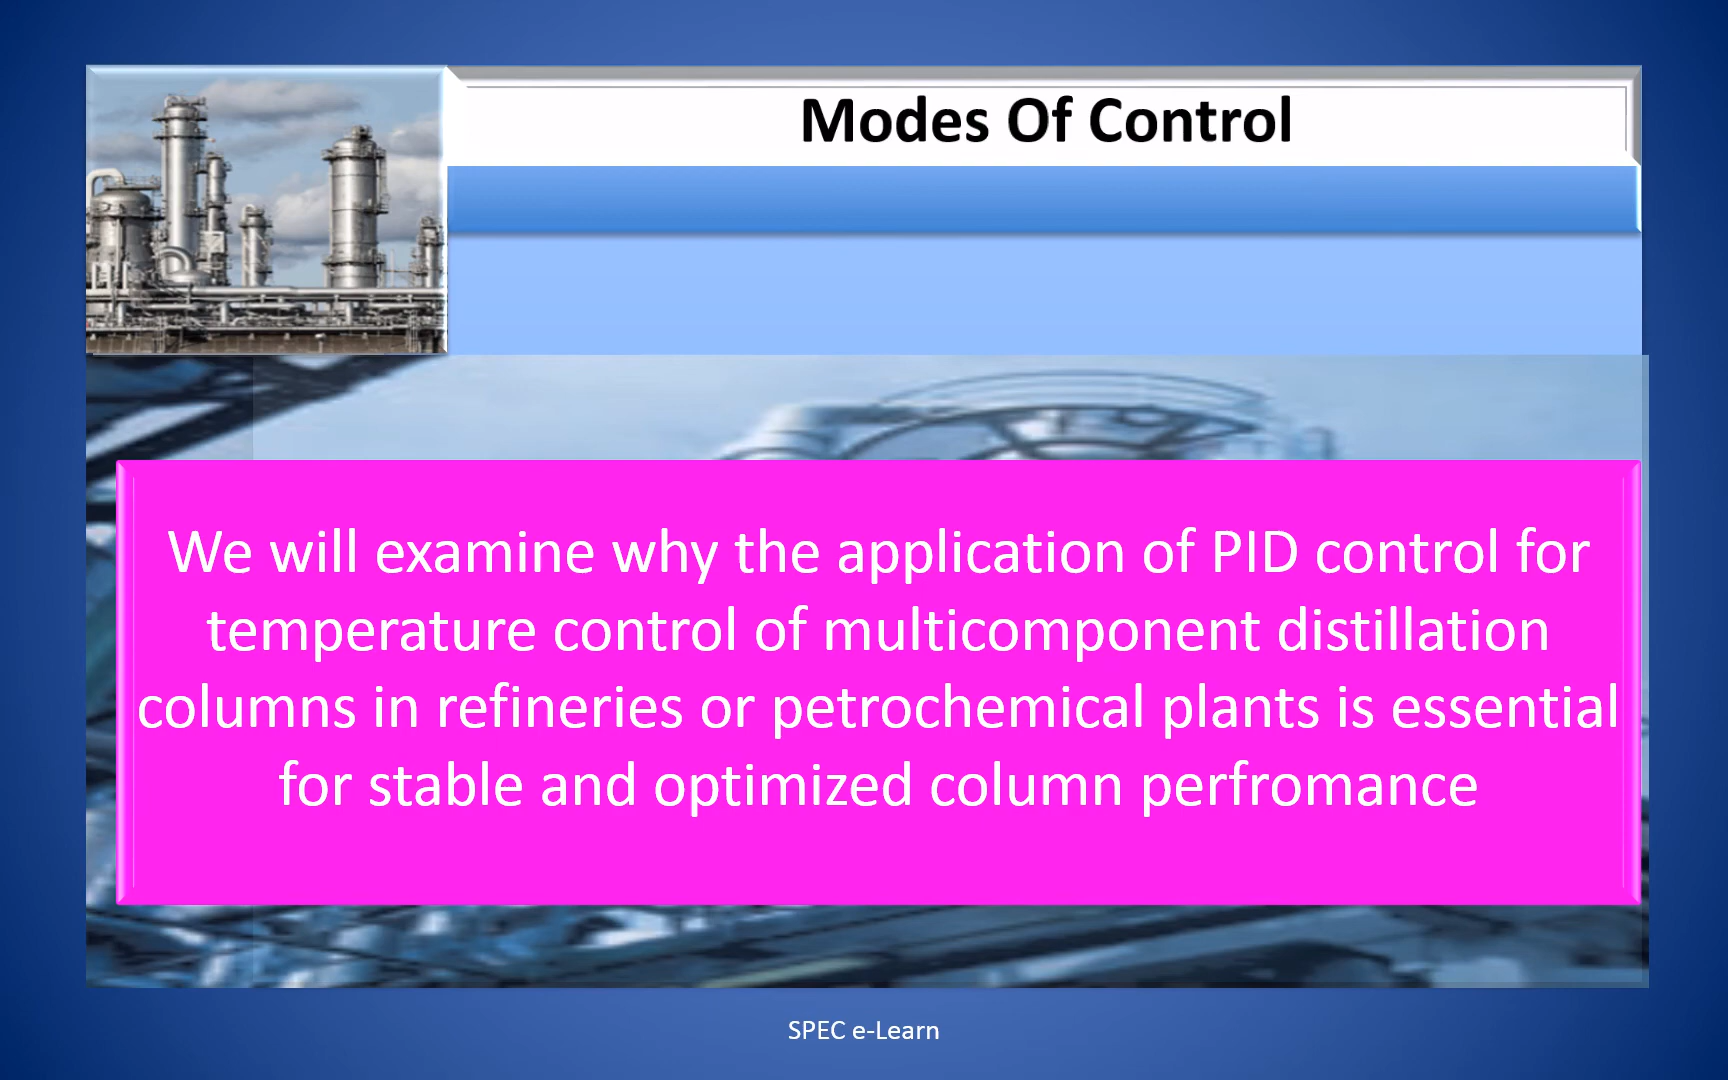 Modes Of Control
We will examine why the application of PID control for
temperature control of multicomponent distillation
columns in refineries or petrochemical plants is essential
for stable and optimized column perfromance
SPEC e-Learn